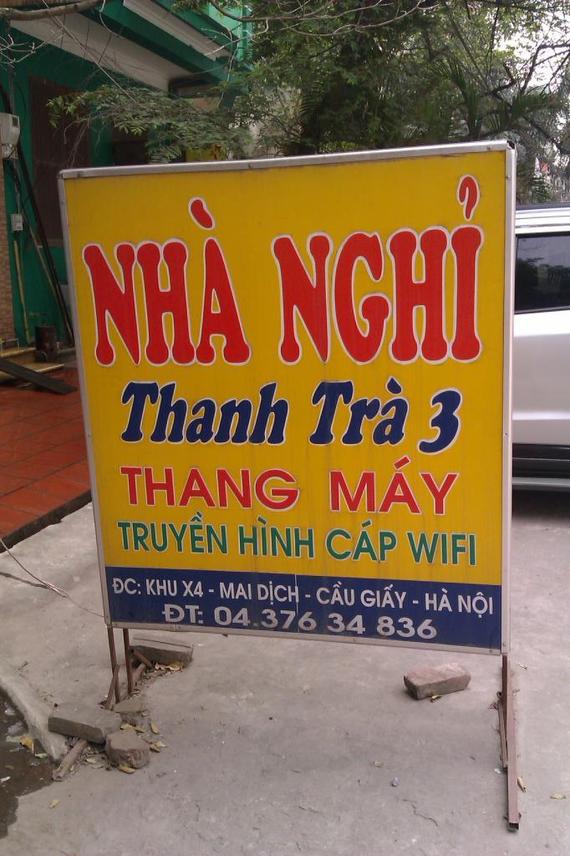 NHÀ NGHỈ
Thanh Trà 3
THANG MÁY
TRUYỀN HÌNH CÁP WIFI
ĐC: KHU X4 - MAI DỊCH - CẦU GIẤY - HÀ NỘI
ĐT: 04.376 34 836